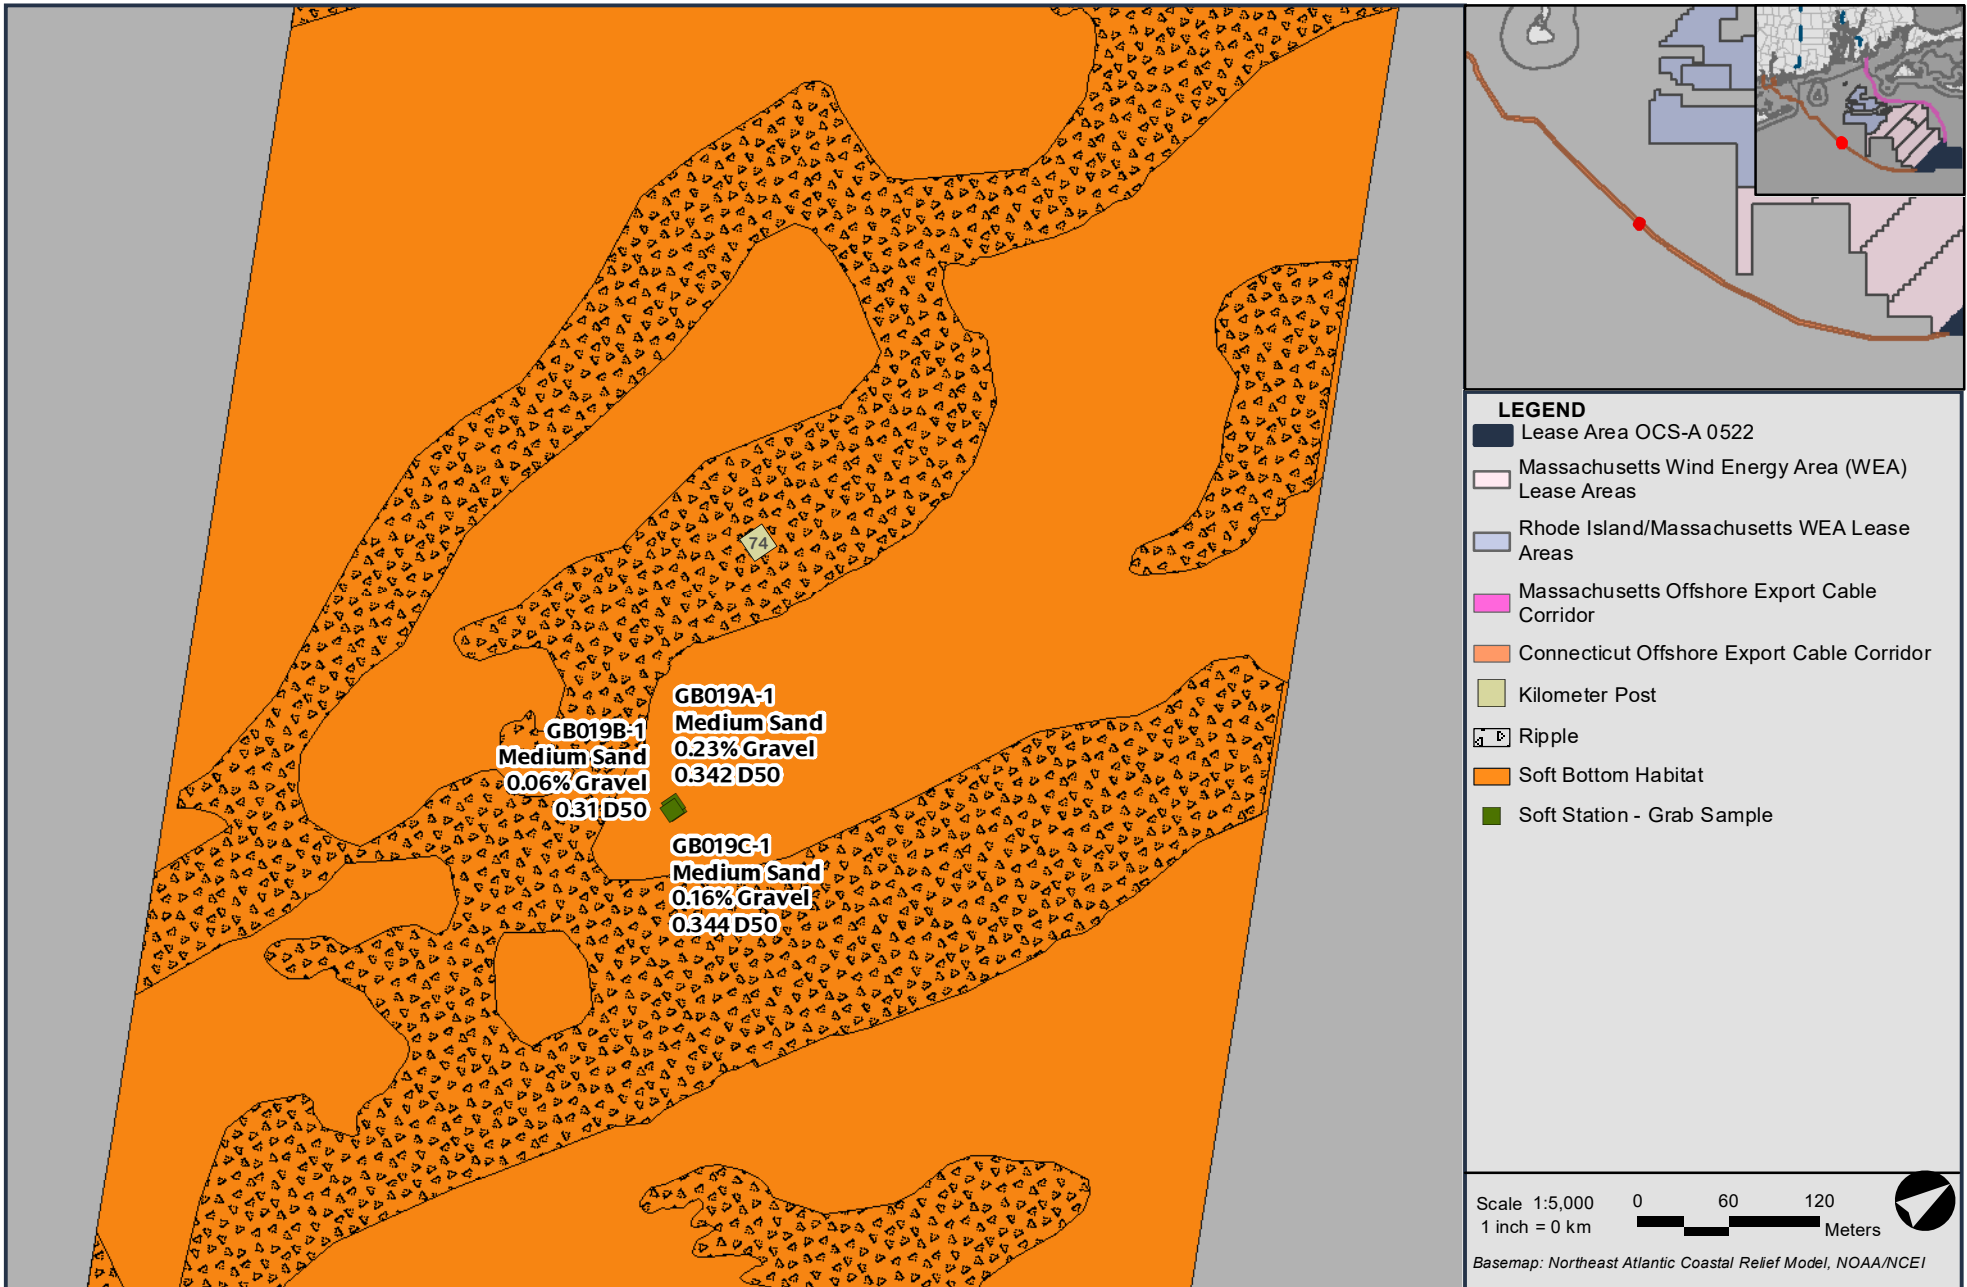 74
GB019A-1
Medium Sand
0.23% Gravel
0.342 D50
GB019B-1
Medium Sand
0.06% Gravel
0.31 D50
GB019C-1
Medium Sand
0.16% Gravel
0.344 D50
LEGEND
Lease Area OCS-A 0522
Massachusetts Wind Energy Area (WEA)
Lease Areas
Rhode Island/Massachusetts WEA Lease
Areas
Massachusetts Offshore Export Cable
Corridor
Connecticut Offshore Export Cable Corridor
Kilometer Post
Ripple
Soft Bottom Habitat
Soft Station - Grab Sample
Scale 1:5,000
1 inch = 0 km
0 60 120
Meters
Basemap: Northeast Atlantic Coastal Relief Model, NOAA/NCEI